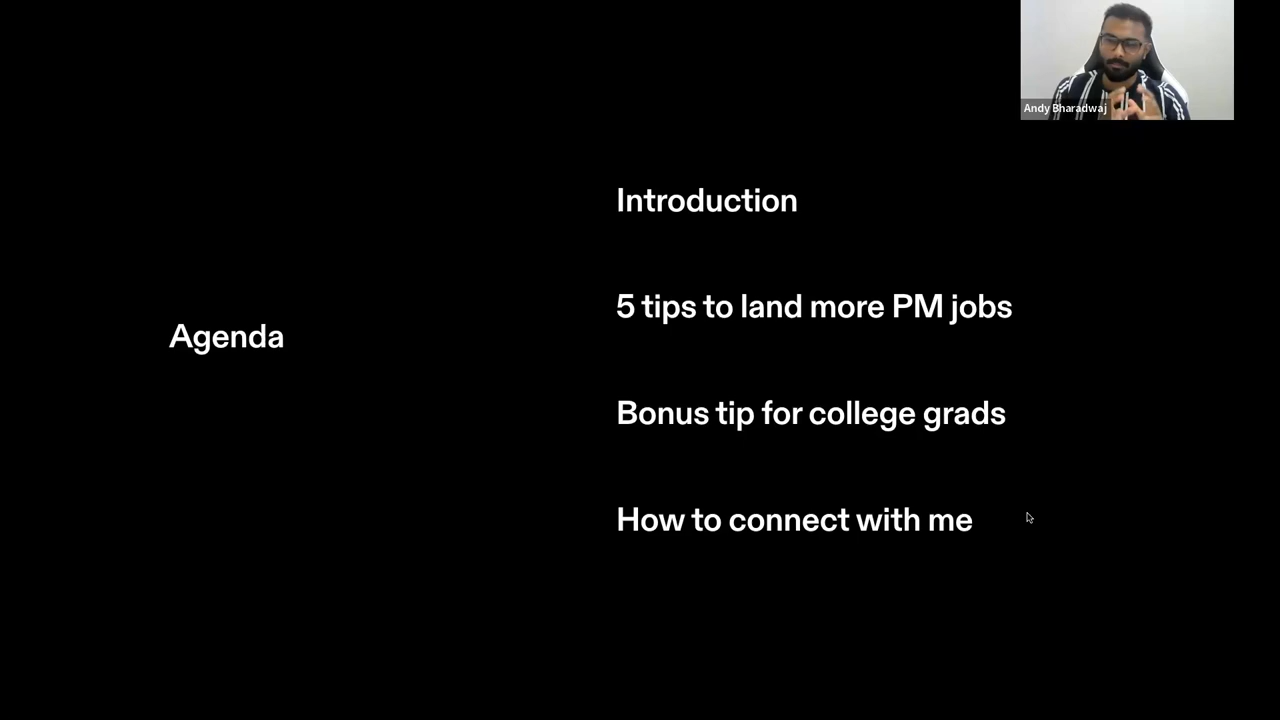 Andy Bharadwaj
Agenda
Introduction
5 tips to land more PM jobs
Bonus tip for college grads
How to connect with me